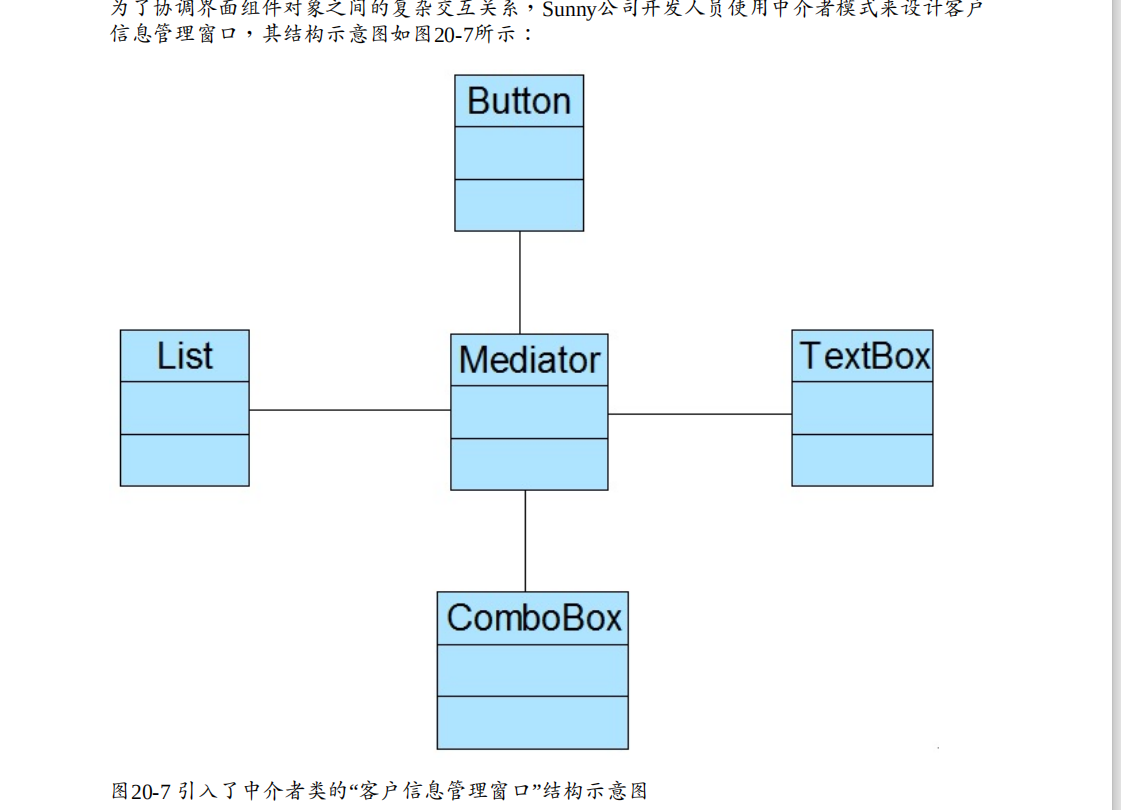 为了协调界面组件对象之间的复杂交互关系，Sunny公司开发人员使用中介者模式来设计客户
信息管理窗口，其结构示意图如图20-7所示：
Button
List
Mediator
TextBox
ComboBox
图20-7 引入了中介者类的“客户信息管理窗口”结构示意图